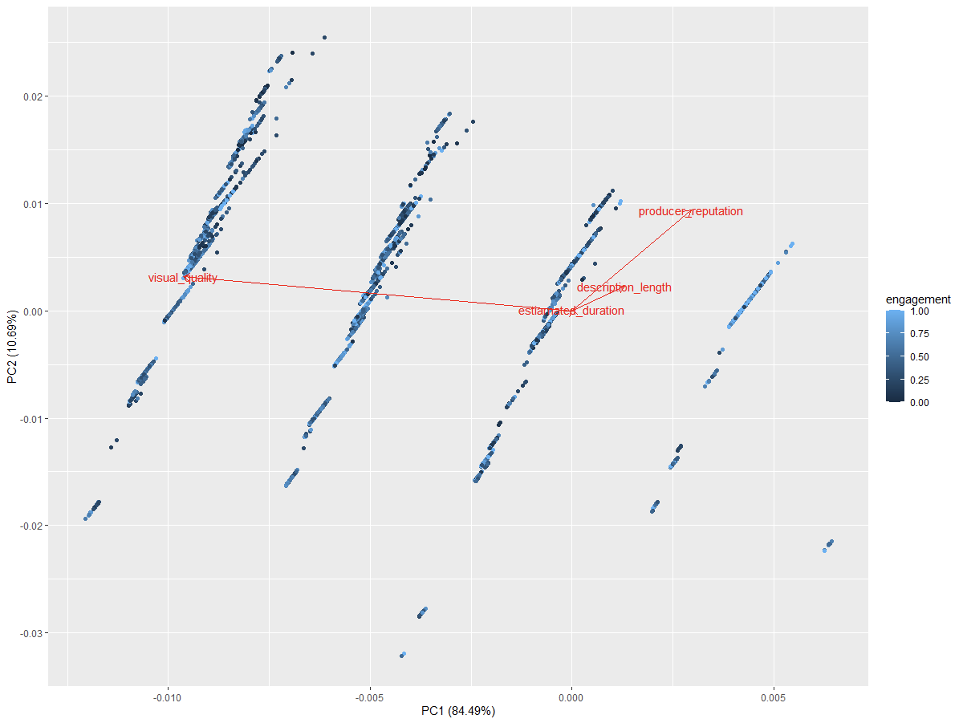 0.02
producer_reputation
0.01
visual_quality
description_length
engagement
estimated_duration
1.00
0.00
0.75
0.50
0.25
0.00
-0.01
-0.02
-0.03
PC2 (10.69%)
-0.010
-0.005
0.000
0.005
PC1 (84.49%)